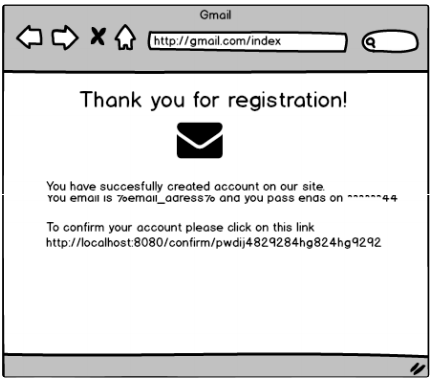 Gmail
http://gmail.com/index
Thank you for registration!
You have succesfully created account on our site.
You email is %email_adress% and you pass ends on ******44
To confirm your account please click on this link
http://localhost:8080/confirm/pwdij4829284hg824hg9292